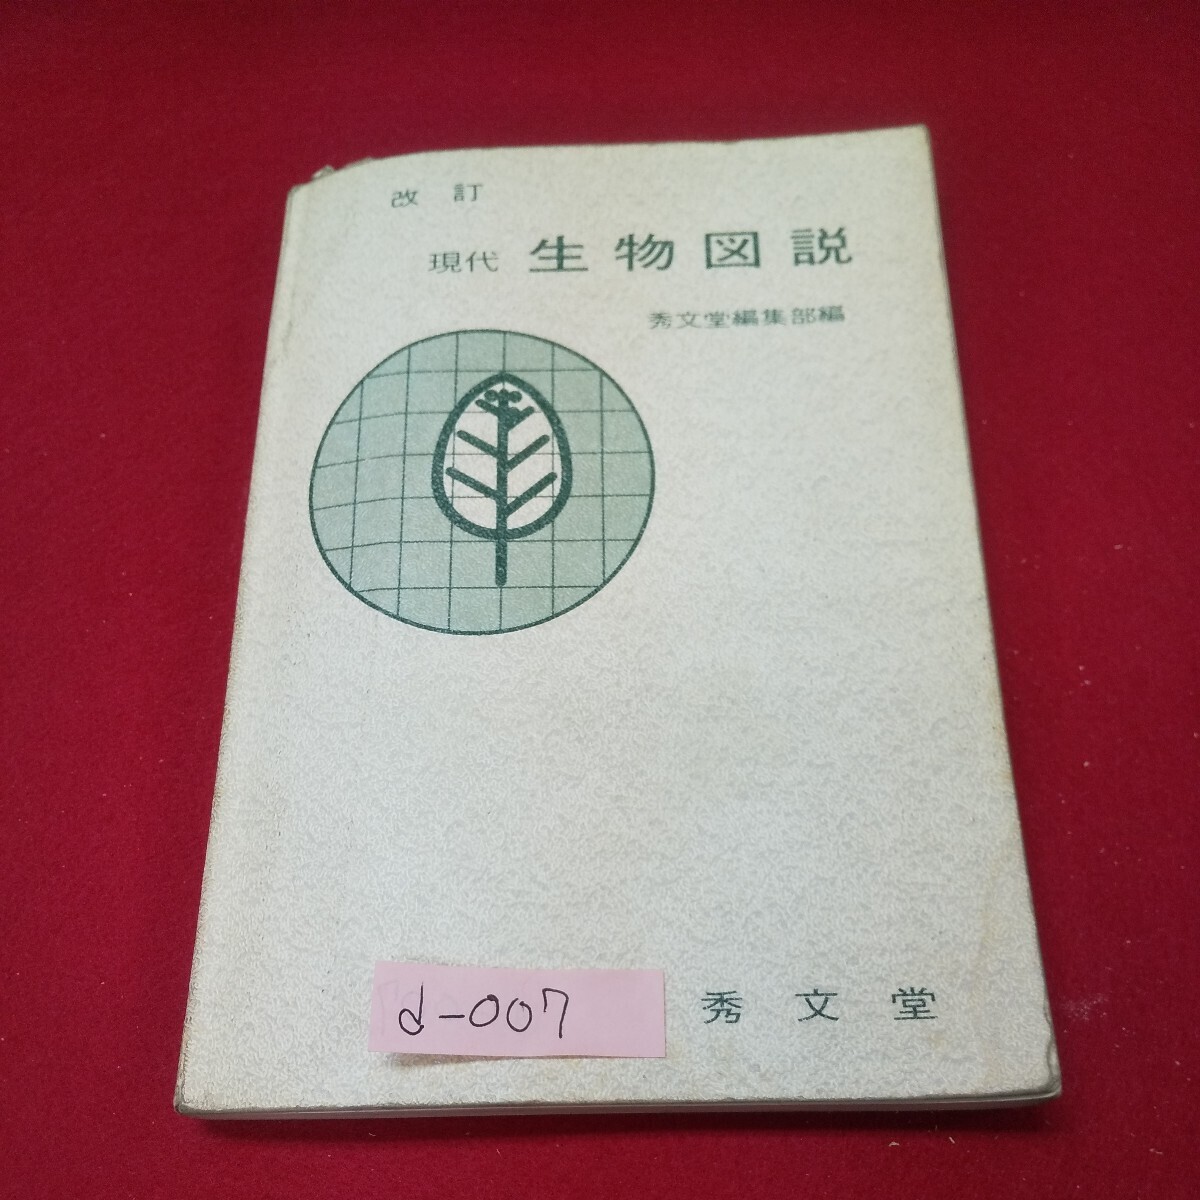 改訂
現代 生物図説
秀文堂編集部編
d-007
秀文堂